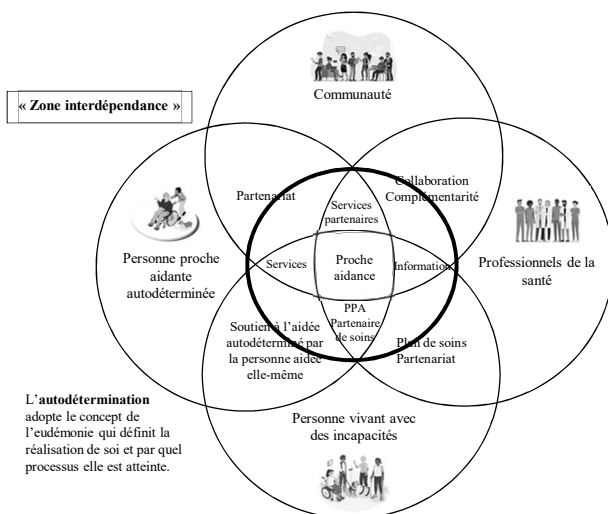 Communauté
« Zone interdépendance »
Partenariat
Collaboration
Complémentarité
Services
partenaires
Personne proche
aidante
autodéterminée
Services
Proche
aidance
Information
Professionnels de la
santé
PPA
Partenaire
de soins
Soutien à l’aidée
autodéterminé par
la personne aidée
elle-même
Plan de soins
Partenariat
L’autodétermination
adopte le concept de
l’eudémonie qui définit la
réalisation de soi et par quel
processus elle est atteinte.
Personne vivant avec
des incapacités